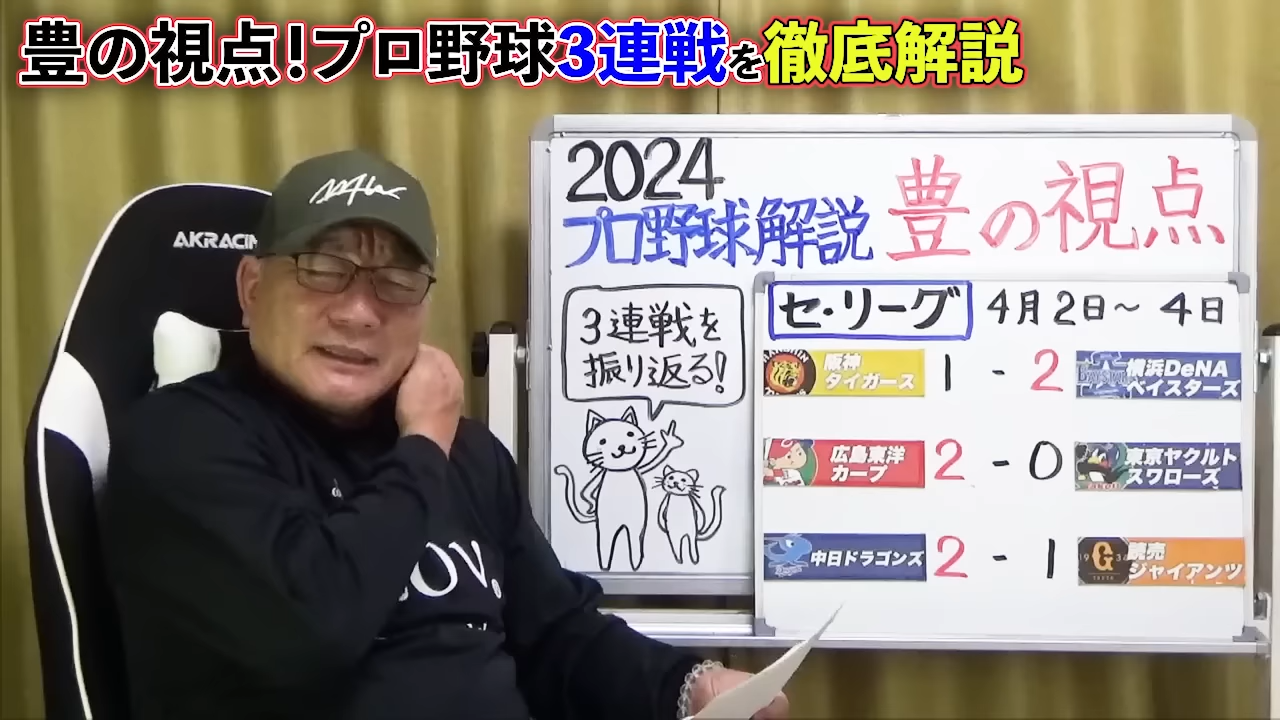 豊の視点!プロ野球3連戦を徹底解説
AKRACIN
2024
プロ野球解説 豊の視点
3連戦を
振り返る!
セ・リーグ 4月2日~4日
阪神
タイガース
1 - 2
横浜DeNA
ベイスターズ
広島東洋
カープ
2 - 0
東京ヤクルト
スワローズ
中日ドラゴンズ
2 - 1
G
読売
ジャイアンツ
OV.